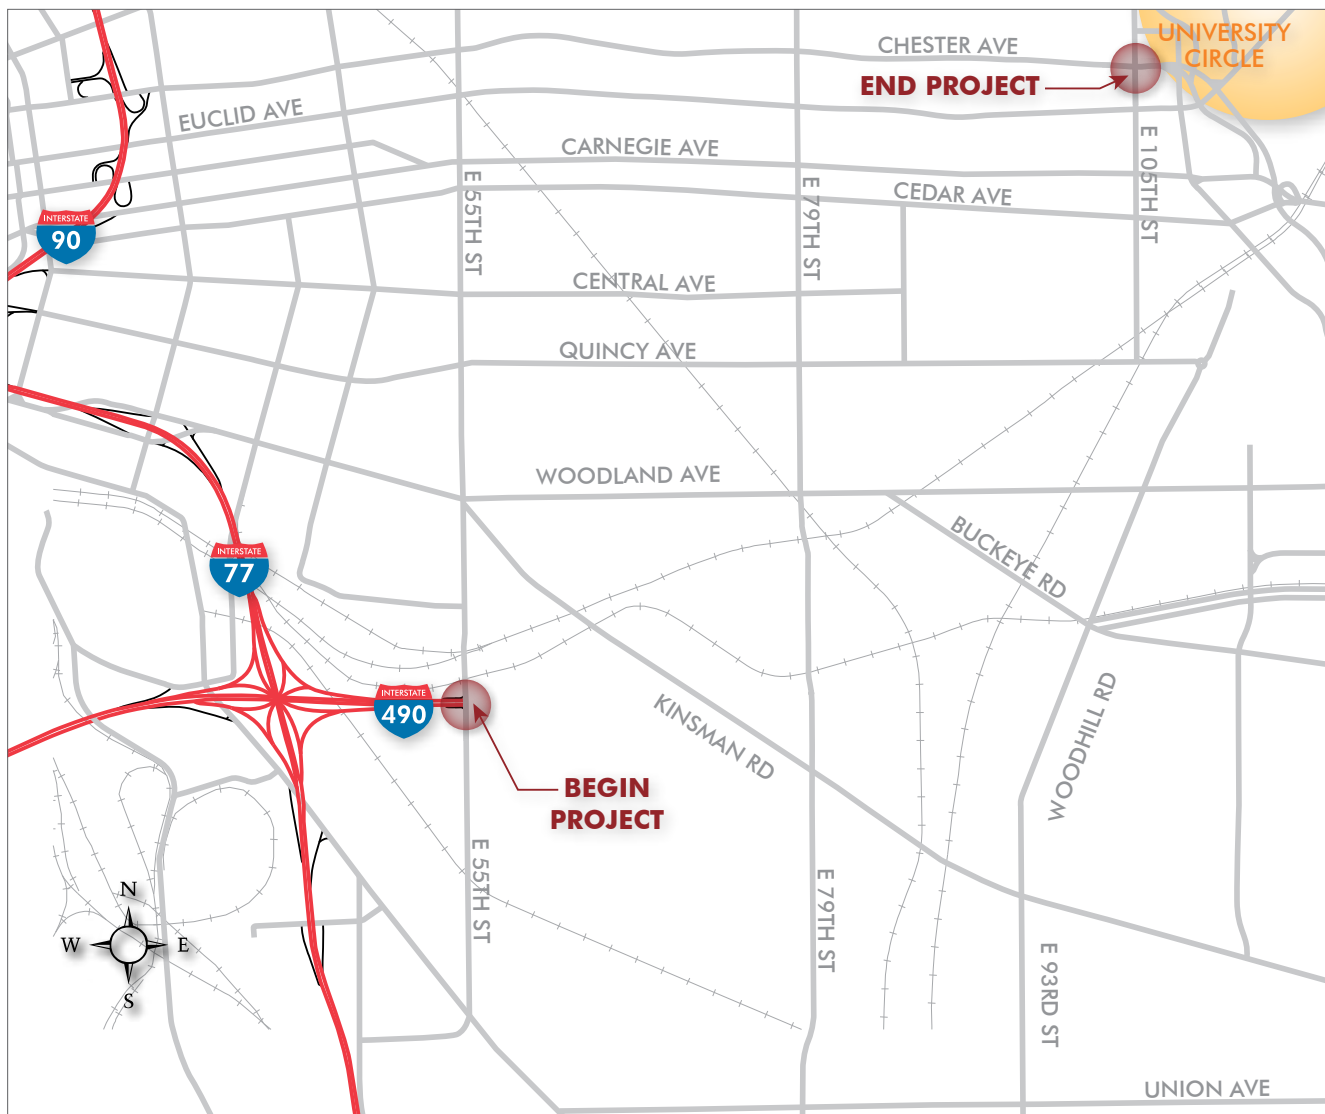 UNIVERSITY
CIRCLE
CHESTER AVE
END PROJECT
EUCLID AVE
CARNEGIE AVE
E 105TH ST
E 55TH ST
E 79TH ST
CEDAR AVE
INTERSTATE
90
CENTRAL AVE
QUINCY AVE
WOODLAND AVE
BUCKEYE RD
INTERSTATE
77
INTERSTATE
490
KINSMAN RD
WOODHILL RD
BEGIN
PROJECT
E 55TH ST
E 79TH ST
N
W
E
S
E 93RD ST
UNION AVE